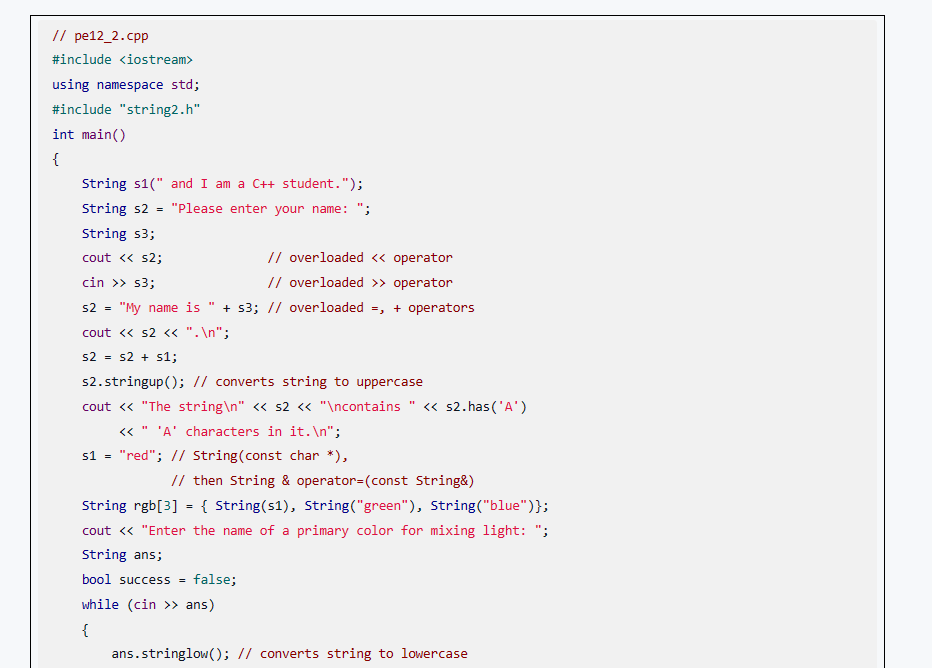 // pe12_2.cpp
#include <iostream>
using namespace std;
#include "string2.h"
int main()
{
    String s1(" and I am a C++ student.");
    String s2 = "Please enter your name: ";
    String s3;
    cout << s2;              // overloaded << operator
    cin >> s3;               // overloaded >> operator
    s2 = "My name is " + s3; // overloaded =, + operators
    cout << s2 << ".\n";
    s2 = s2 + s1;
    s2.stringup(); // converts string to uppercase
    cout << "The string\n" << s2 << "\ncontains " << s2.has('A')
         << " 'A' characters in it.\n";
    s1 = "red"; // String(const char *),
                // then String & operator=(const String&)
    String rgb[3] = { String(s1), String("green"), String("blue")};
    cout << "Enter the name of a primary color for mixing light: ";
    String ans;
    bool success = false;
    while (cin >> ans)
    {
        ans.stringlow(); // converts string to lowercase